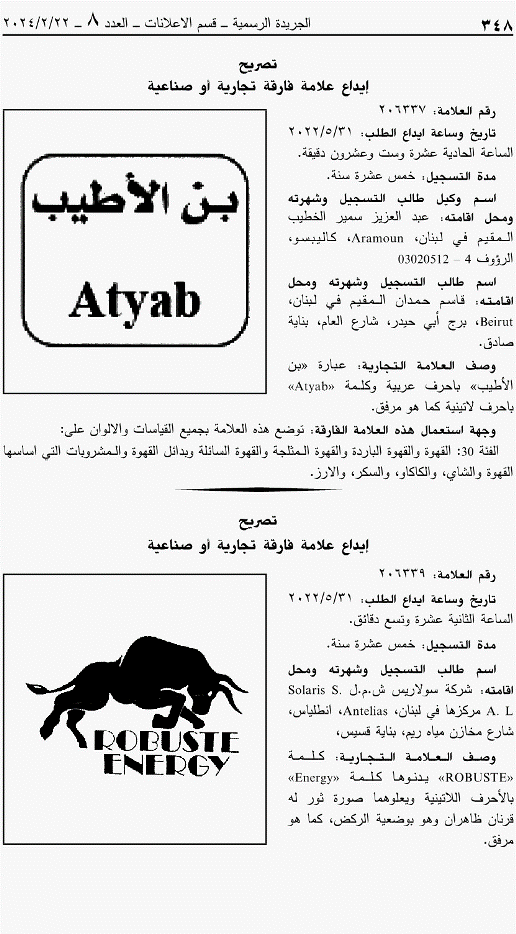 ٣٤٨
الجريدة الرسمية – قسم الاعلانات – العدد ٨ – ٢٠٢٤/٢/٢٢
تصريح
إيداع علامة فارقة تجارية أو صناعية
بن الأطيب
Atyab
رقم العلامة: ٢٠٦٣٣٧
تاريخ وساعة ايداع الطلب: ٢٠٢٢/٥/٣١
الساعة الحادية عشرة وست وعشرون دقيقة.
مدة التسجيل: خمس عشرة سنة.
اسم وكيل طالب التسجيل وشهرته
ومحل اقامته: عبد العزيز سمير الخطيب
المقيم في لبنان، Aramoun، كاليبسو،
الرؤوف 4 – 03020512
اسم طالب التسجيل وشهرته ومحل
اقامته: قاسم حمدان المقيم في لبنان،
Beirut، برج أبي حيدر، شارع العام، بناية
صادق.
وصف العلامة التجارية: عبارة «بن
الأطيب» باحرف عربية وكلمة «Atyab»
باحرف لاتينية كما هو مرفق.
وجهة استعمال هذه العلامة الفارقة: توضع هذه العلامة بجميع القياسات والالوان على:
الفئة 30: القهوة والقهوة الباردة والقهوة المثلجة والقهوة السائلة وبدائل القهوة والمشروبات التي اساسها
القهوة والشاي، والكاكاو، والسكر، والارز.
تصريح
إيداع علامة فارقة تجارية أو صناعية
ROBUSTE
ENERGY
رقم العلامة: ٢٠٦٣٣٩
تاريخ وساعة ايداع الطلب: ٢٠٢٢/٥/٣١
الساعة الثانية عشرة وتسع دقائق.
مدة التسجيل: خمس عشرة سنة.
اسم طالب التسجيل وشهرته ومحل
اقامته: شركة سولاريس ش.م.ل Solaris S.
A. L مركزها في لبنان، Antelias، انطلياس،
شارع مخازن مياه ريم، بناية قسيس،
وصف العلامة التجارية: كلمة
«ROBUSTE» يدنوها كلمة «Energy»
بالأحرف اللاتينية ويعلوهما صورة ثور له
قرنان ظاهران وهو بوضعية الركض، كما هو
مرفق.